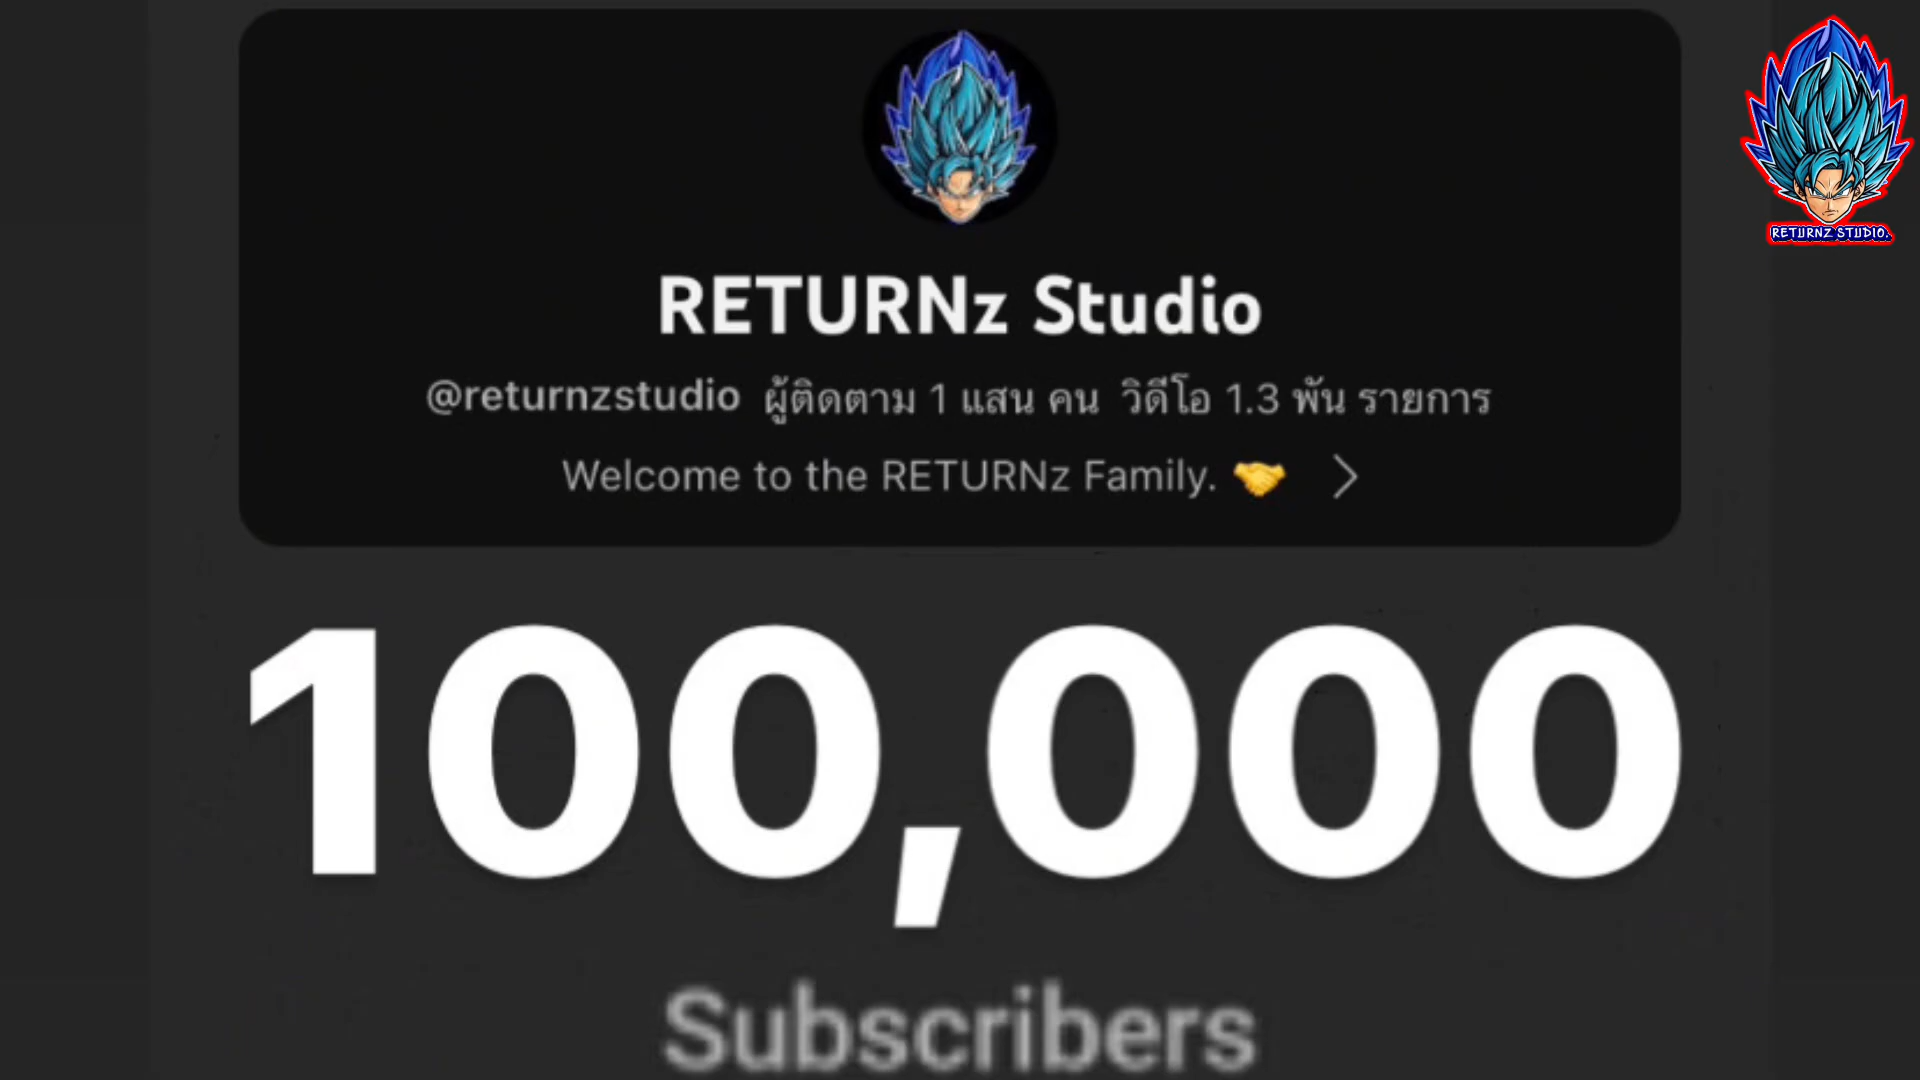 RETURNZ STUDIO.
RETURNz Studio
@returnzstudio ผู้ติดตาม 1 แสน คน วิดีโอ 1.3 พัน รายการ
Welcome to the RETURNz Family. 🤝
100,000
Subscribers